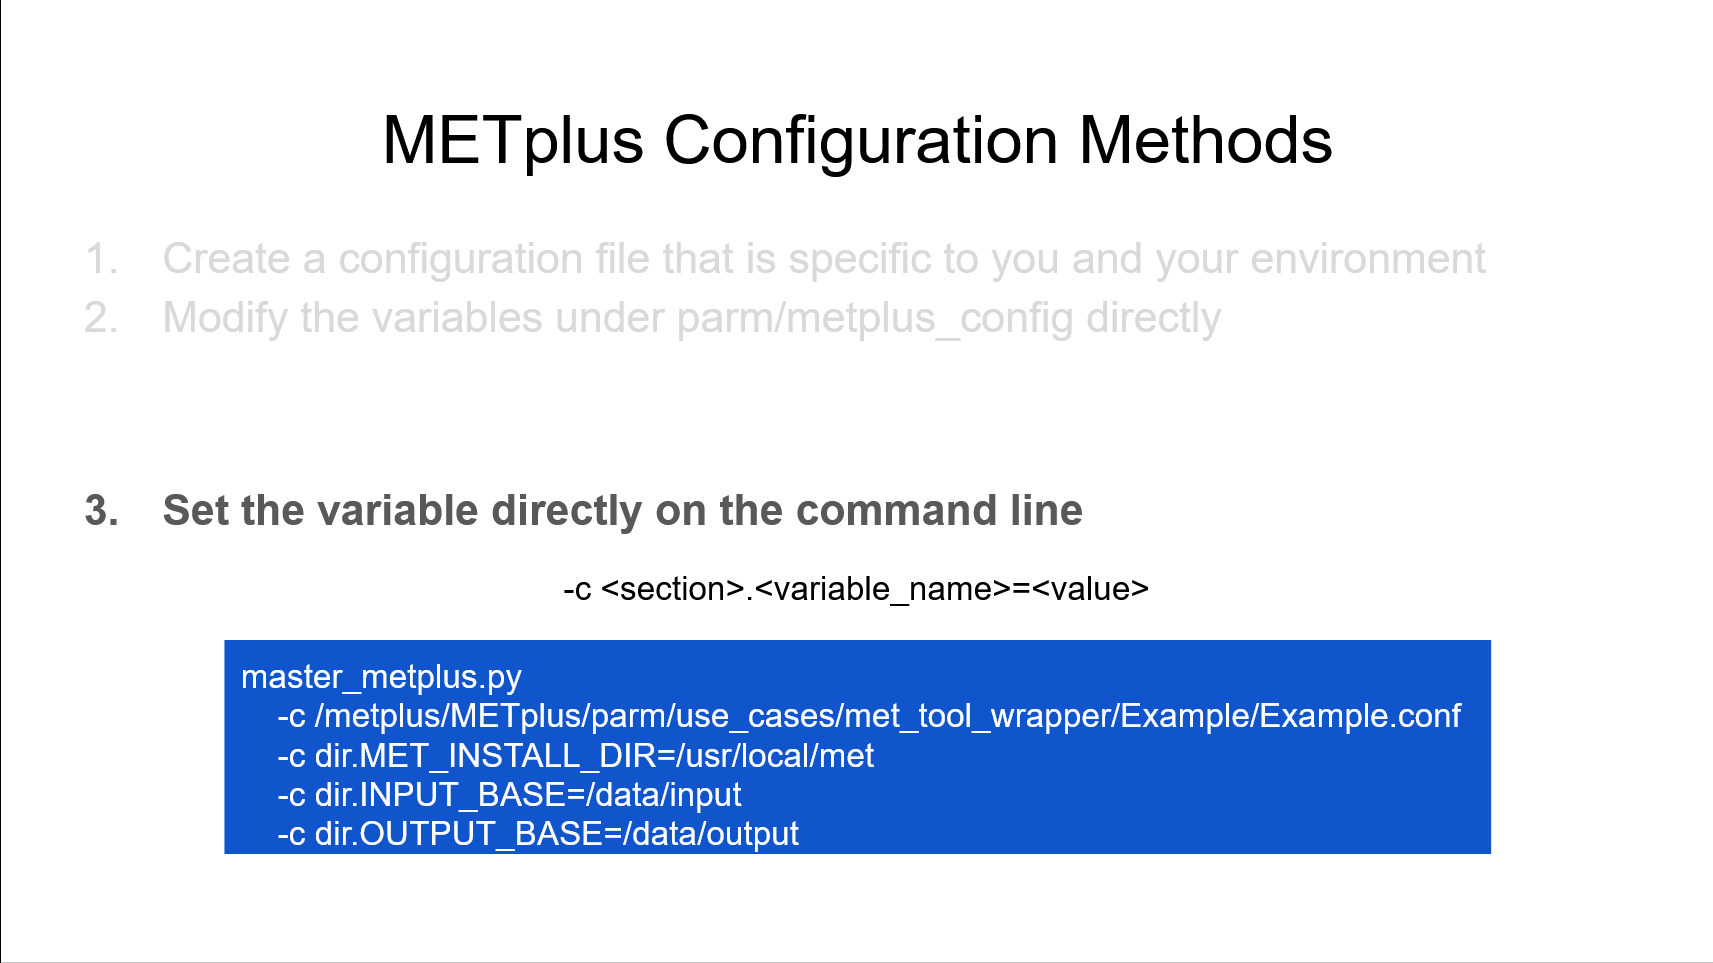 METplus Configuration Methods
1. Create a configuration file that is specific to you and your environment
2. Modify the variables under parm/metplus_config directly
3. Set the variable directly on the command line
-c <section>.<variable_name>=<value>
master_metplus.py
-c /metplus/METplus/parm/use_cases/met_tool_wrapper/Example/Example.conf
-c dir.MET_INSTALL_DIR=/usr/local/met
-c dir.INPUT_BASE=/data/input
-c dir.OUTPUT_BASE=/data/output